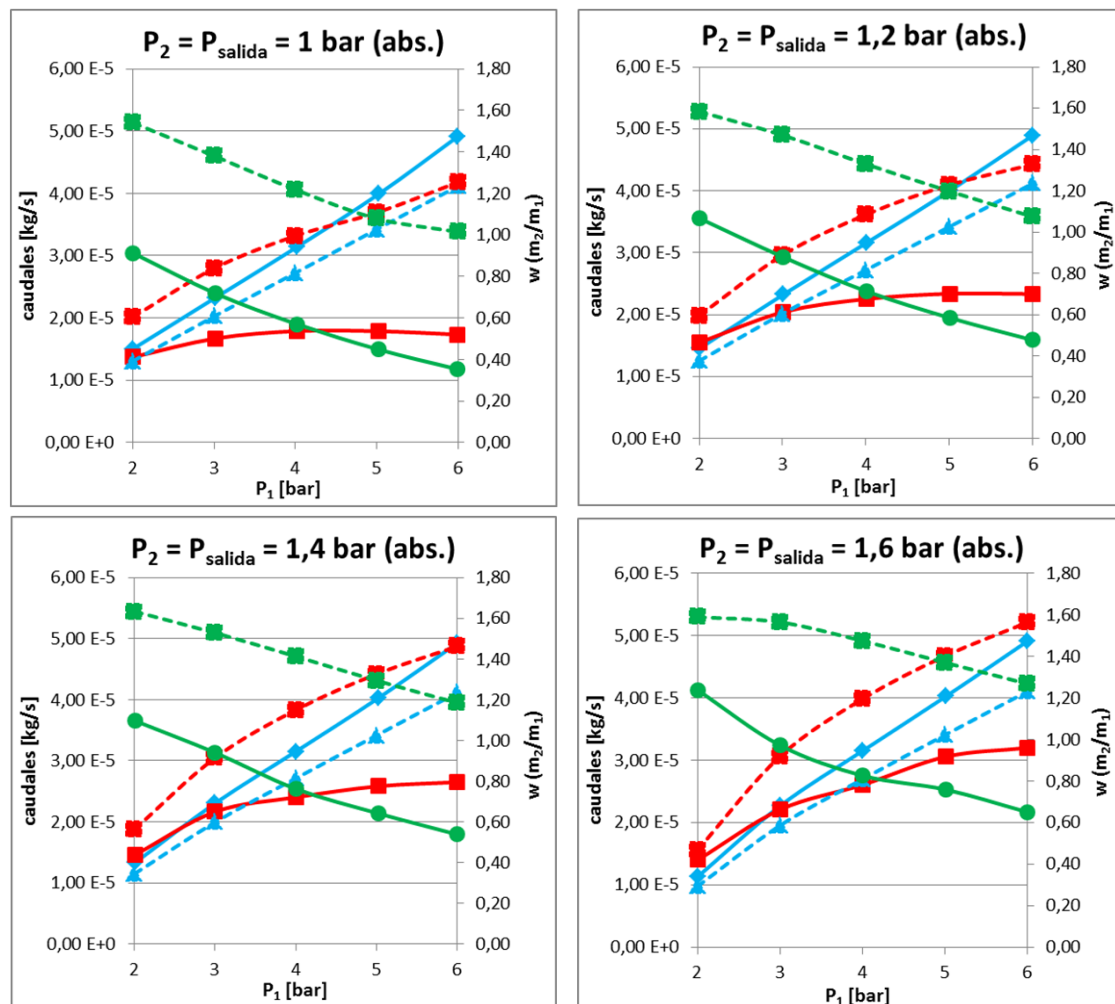 P2 = Psalida = 1 bar (abs.)
6,00 E-5
5,00 E-5
4,00 E-5
3,00 E-5
2,00 E-5
1,00 E-5
0,00 E+0
caudales [kg/s]
1,80
1,60
1,40
1,20
1,00
0,80
0,60
0,40
0,20
0,00
w (m2/m1)
2 3 4 5 6
P1 [bar]
P2 = Psalida = 1,2 bar (abs.)
6,00 E-5
5,00 E-5
4,00 E-5
3,00 E-5
2,00 E-5
1,00 E-5
0,00 E+0
caudales [kg/s]
1,80
1,60
1,40
1,20
1,00
0,80
0,60
0,40
0,20
0,00
w (m2/m1)
2 3 4 5 6
P1 [bar]
P2 = Psalida = 1,4 bar (abs.)
6,00 E-5
5,00 E-5
4,00 E-5
3,00 E-5
2,00 E-5
1,00 E-5
0,00 E+0
caudales [kg/s]
1,80
1,60
1,40
1,20
1,00
0,80
0,60
0,40
0,20
0,00
w (m2/m1)
2 3 4 5 6
P1 [bar]
P2 = Psalida = 1,6 bar (abs.)
6,00 E-5
5,00 E-5
4,00 E-5
3,00 E-5
2,00 E-5
1,00 E-5
0,00 E+0
caudales [kg/s]
1,80
1,60
1,40
1,20
1,00
0,80
0,60
0,40
0,20
0,00
w (m2/m1)
2 3 4 5 6
P1 [bar]